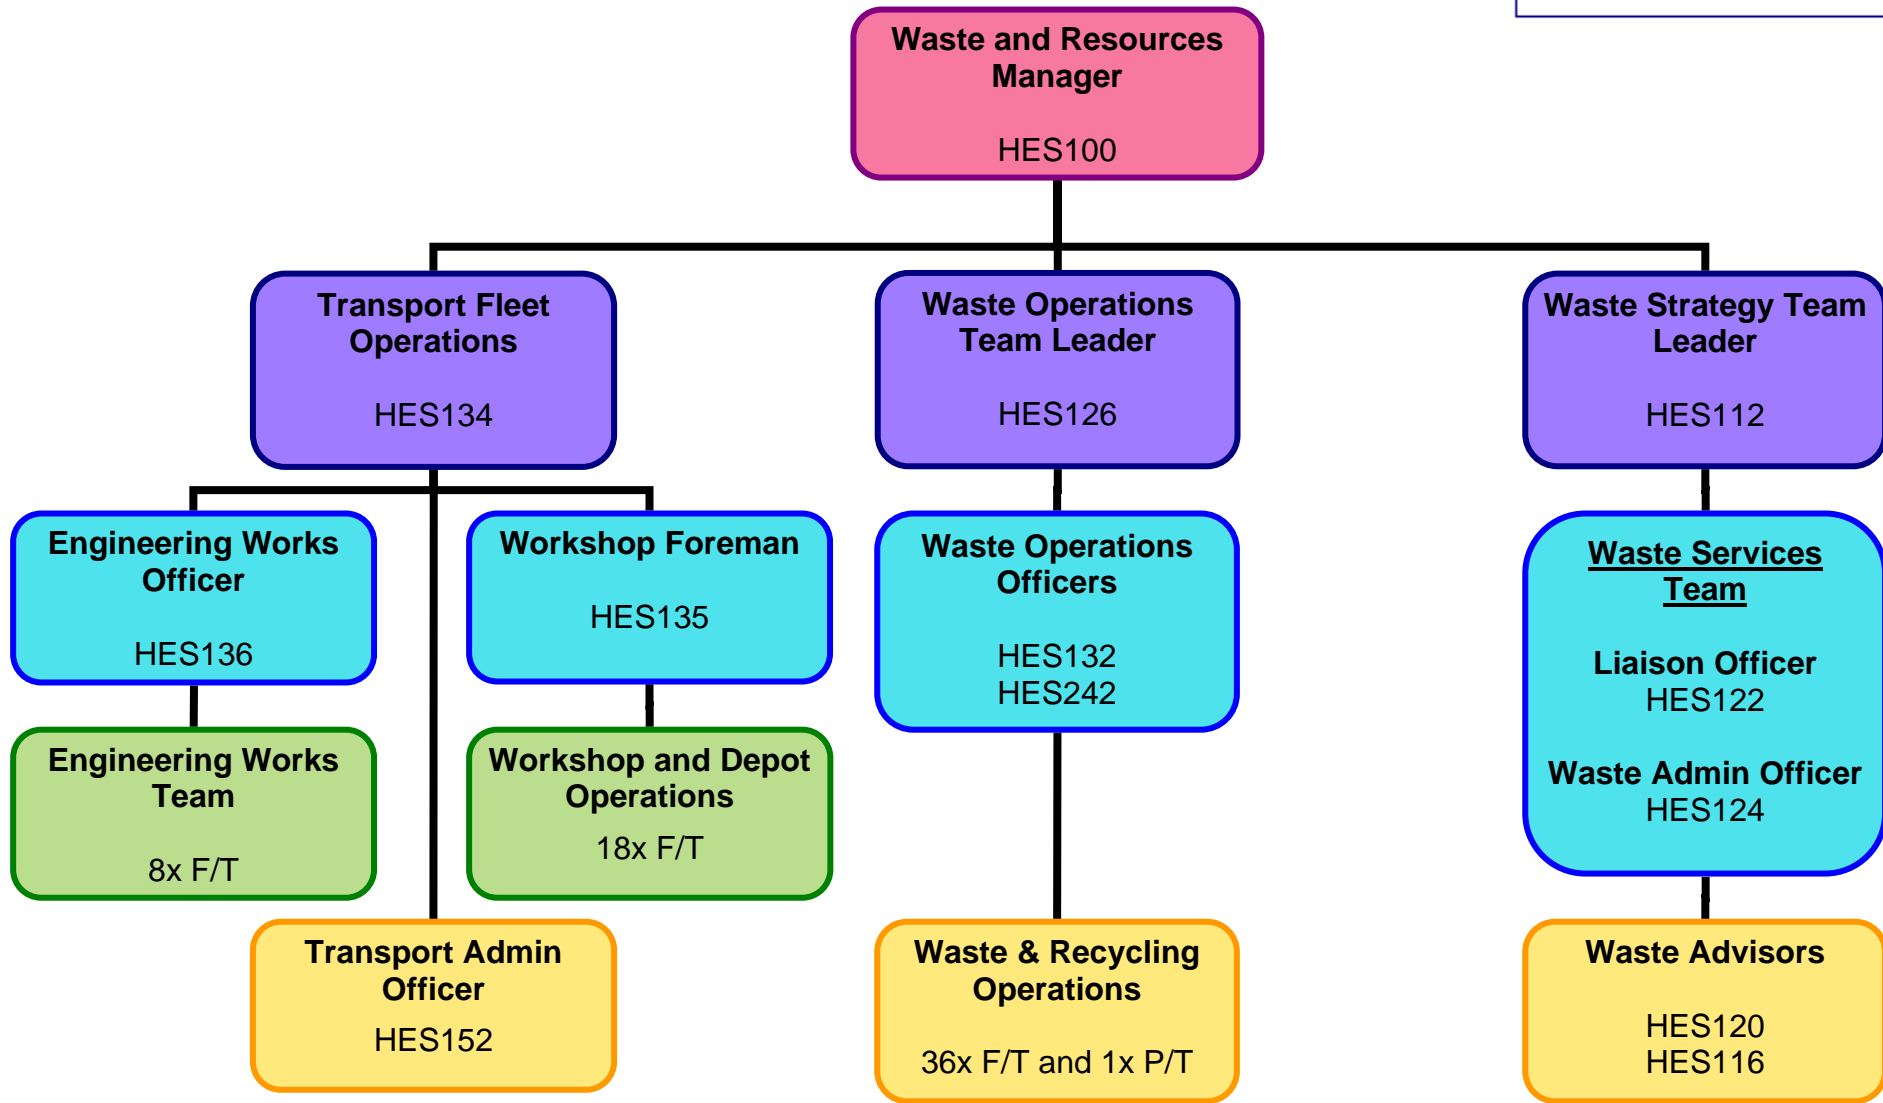 Waste and Resources
Manager
HES100
Transport Fleet
Operations
HES134
Waste Operations
Team Leader
HES126
Waste Strategy Team
Leader
HES112
Engineering Works
Officer
HES136
Workshop Foreman
HES135
Waste Operations
Officers
HES132
HES242
Waste Services
Team
Liaison Officer
HES122
Waste Admin Officer
HES124
Engineering Works
Team
8x F/T
Workshop and Depot
Operations
18x F/T
Transport Admin
Officer
HES152
Waste & Recycling
Operations
36x F/T and 1x P/T
Waste Advisors
HES120
HES116